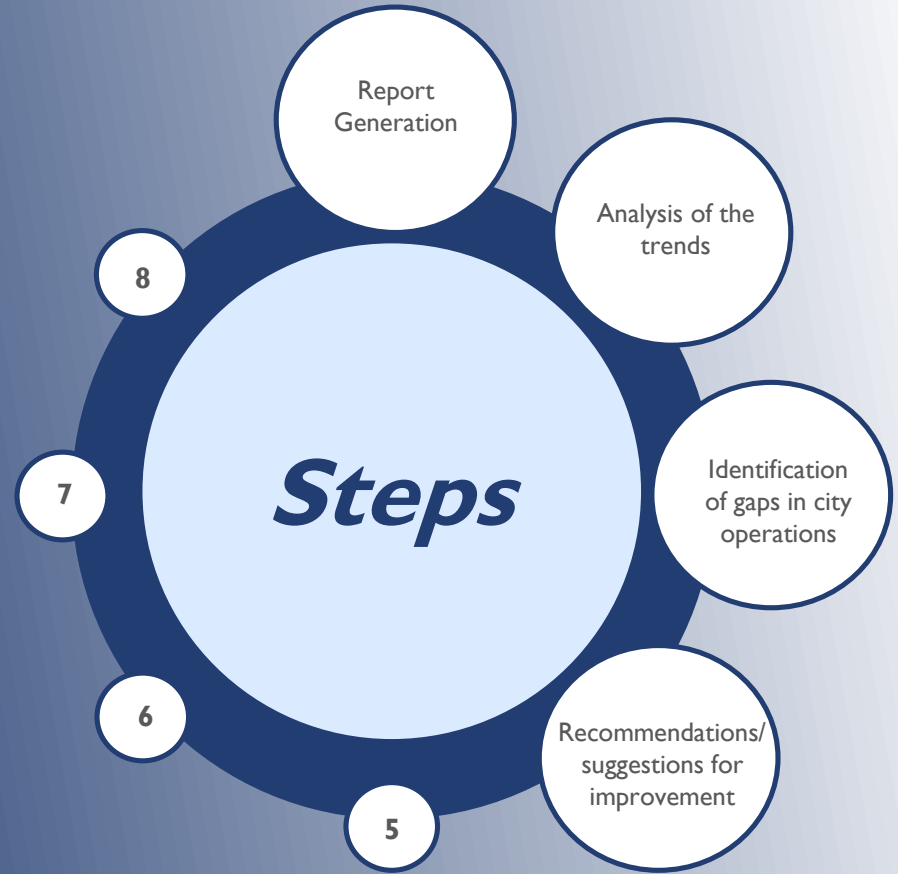 Report
Generation
Analysis of the
trends
Identification
of gaps in city
operations
Recommendations/
suggestions for
improvement
5
6
7
8
Steps